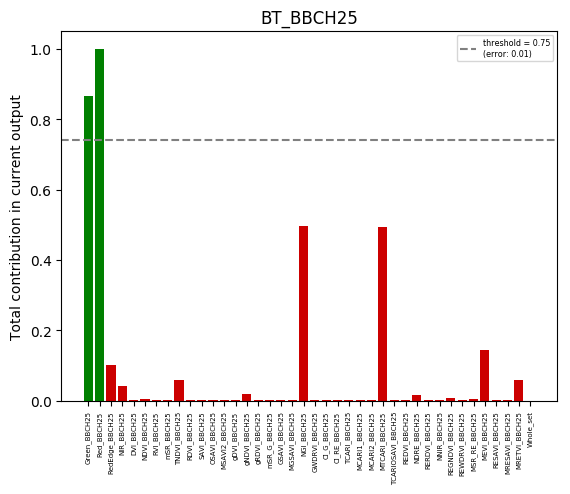 BT_BBCH25
threshold = 0.75
(error: 0.01)
Total contribution in current output
1.0
0.8
0.6
0.4
0.2
0.0
Green_BBCH25
Red_BBCH25
RedEdge_BBCH25
NIR_BBCH25
DVI_BBCH25
NDVI_BBCH25
RVI_BBCH25
mSR_BBCH25
TNDVI_BBCH25
RDVI_BBCH25
SAVI_BBCH25
OSAVI_BBCH25
MSAVI2_BBCH25
gDVI_BBCH25
gNDVI_BBCH25
gRDVI_BBCH25
mSR_G_BBCH25
GSAVI_BBCH25
MGSAVI_BBCH25
NGI_BBCH25
GWDRVI_BBCH25
CI_G_BBCH25
CI_RE_BBCH25
TCARI_BBCH25
MCARI1_BBCH25
MCARI2_BBCH25
MTCARI_BBCH25
TCARIOSAVI_BBCH25
REDVI_BBCH25
NDRE_BBCH25
RERDVI_BBCH25
NNIR_BBCH25
REGNDVI_BBCH25
REWDRVI_BBCH25
MSR_RE_BBCH25
MEVI_BBCH25
RESAVI_BBCH25
MRESAVI_BBCH25
MRETVI_BBCH25
Whole_set